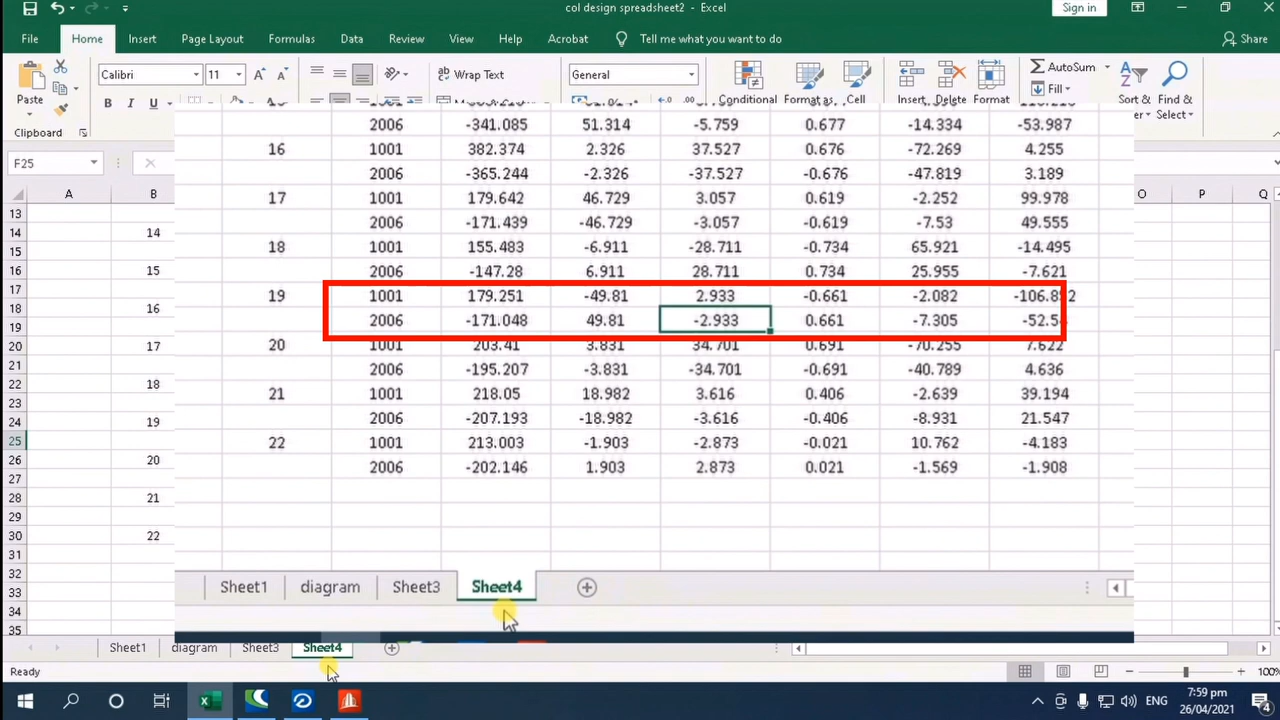 col design spreadsheet2 - Excel
Sign in
File Home Insert Page Layout Formulas Data Review View Help Acrobat Tell me what you want to do Share
Paste
Calibri 11
B I U
Wrap Text
General
Conditional Format as Cell
Insert Delete Format
AutoSum
Fill
Sort & Find &
Filter Select
Clipboard
F25
A B O P Q
13
14 14
15
16 15
17
18 16
19
20 17
21
22 18
23
24 19
25
26 20
27
28 21
29
30 22
31
32
33
34
35
2006 -341.085 51.314 -5.759 0.677 -14.334 -53.987
16 1001 382.374 2.326 37.527 0.676 -72.269 4.255
2006 -365.244 -2.326 -37.527 -0.676 -47.819 3.189
17 1001 179.642 46.729 3.057 0.619 -2.252 99.978
2006 -171.439 -46.729 -3.057 -0.619 -7.53 49.555
18 1001 155.483 -6.911 -28.711 -0.734 65.921 -14.495
2006 -147.28 6.911 28.711 0.734 25.955 -7.621
19 1001 179.251 -49.81 2.933 -0.661 -2.082
2006 -171.048 49.81 -2.933 0.661 -7.305
20 1001 203.41 3.831 34.701 0.691 -70.255 7.622
2006 -195.207 -3.831 -34.701 -0.691 -40.789 4.636
21 1001 218.05 18.982 3.616 0.406 -2.639 39.194
2006 -207.193 -18.982 -3.616 -0.406 -8.931 21.547
22 1001 213.003 -1.903 -2.873 -0.021 10.762 -4.183
2006 -202.146 1.903 2.873 0.021 -1.569 -1.908
Sheet1 diagram Sheet3 Sheet4
Sheet1 diagram Sheet3 Sheet4
Ready
100%
ENG
7:59 pm
26/04/2021
4